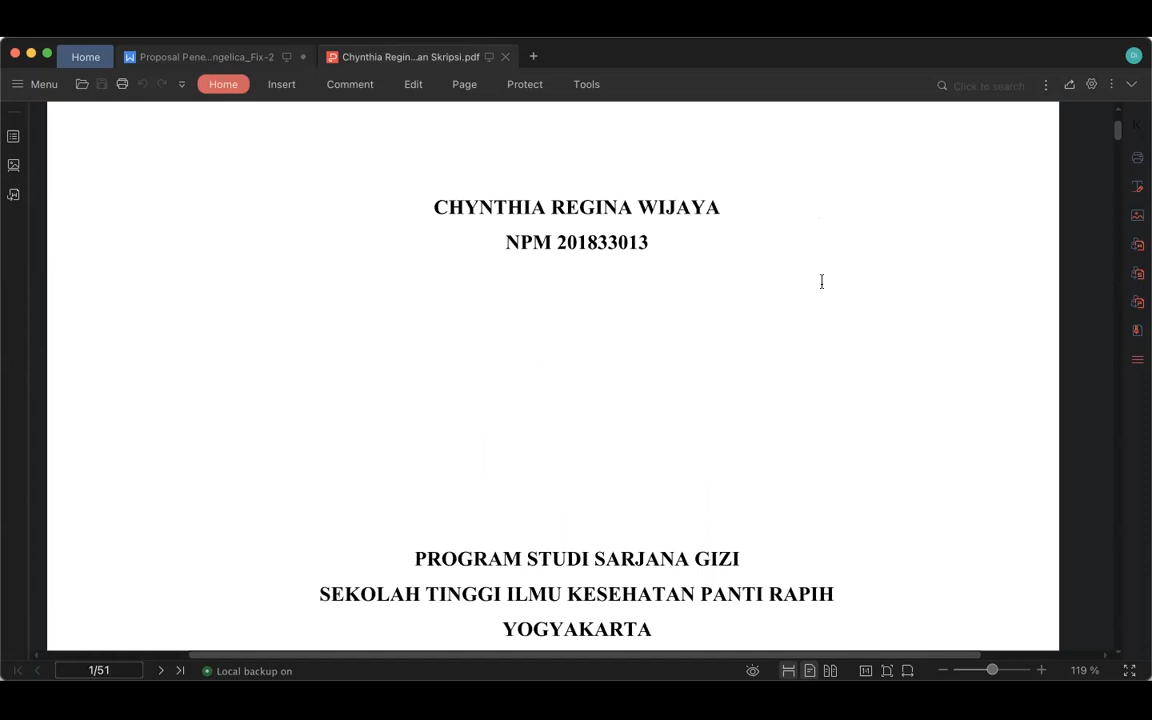 Home
Proposal Pene...ngelica_Fix-2
Chynthia Regin...an Skripsi.pdf
Di
Menu
Home
Insert
Comment
Edit
Page
Protect
Tools
Click to search
CHYNTHIA REGINA WIJAYA
NPM 201833013
PROGRAM STUDI SARJANA GIZI
SEKOLAH TINGGI ILMU KESEHATAN PANTI RAPIH
YOGYAKARTA
1/51
Local backup on
119 %